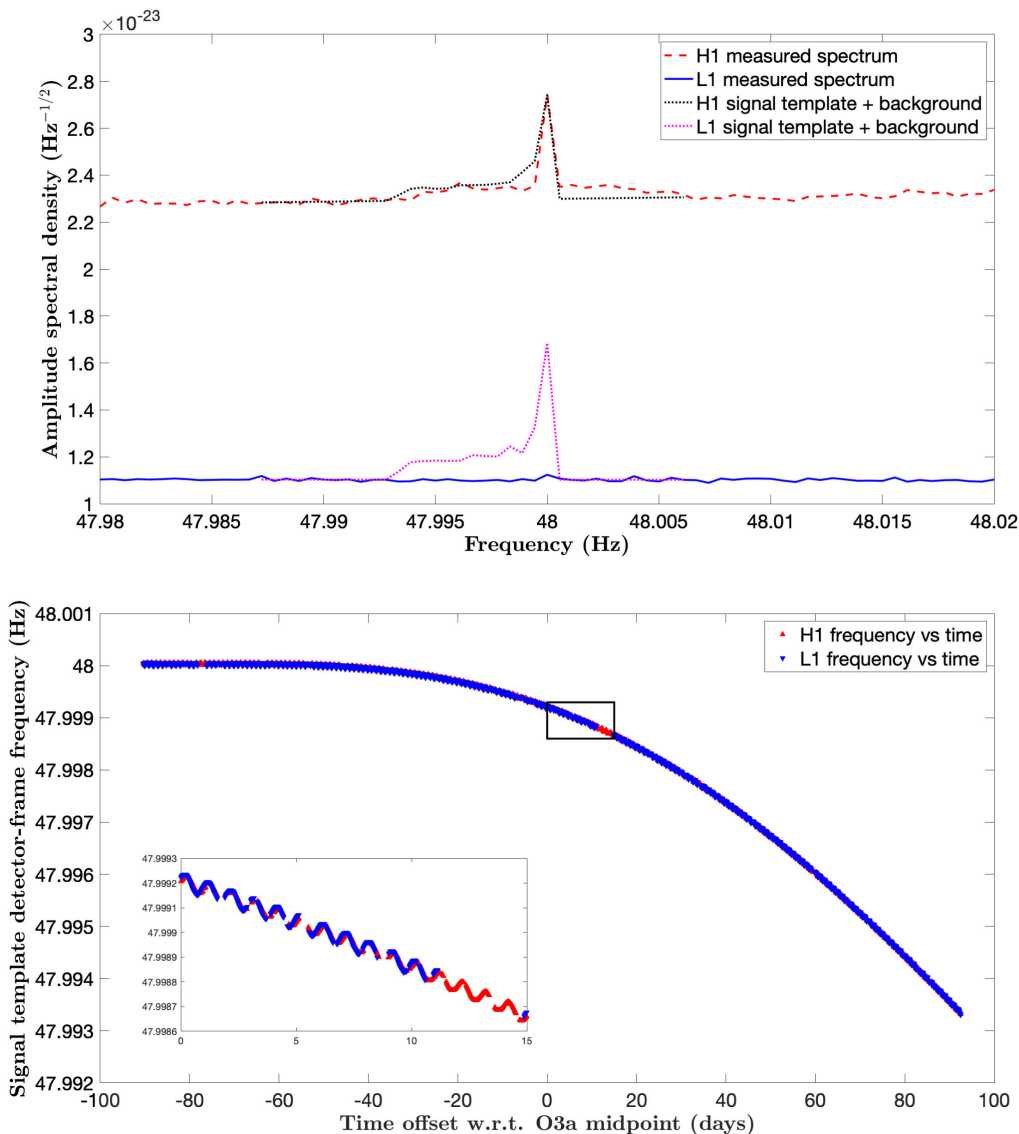 ×10-23
3
2.8
2.6
2.4
2.2
2
1.8
1.6
1.4
1.2
1
Amplitude spectral density (Hz−1/2)
H1 measured spectrum
L1 measured spectrum
H1 signal template + background
L1 signal template + background
47.98 47.985 47.99 47.995 48 48.005 48.01 48.015 48.02
Frequency (Hz)
48.001
48
47.999
47.998
47.997
47.996
47.995
47.994
47.993
47.992
Signal template detector-frame frequency (Hz)
H1 frequency vs time
L1 frequency vs time
47.9993
47.9992
47.9991
47.999
47.9989
47.9988
47.9987
47.9986
0 5 10 15
-100 -80 -60 -40 -20 0 20 40 60 80 100
Time offset w.r.t. O3a midpoint (days)